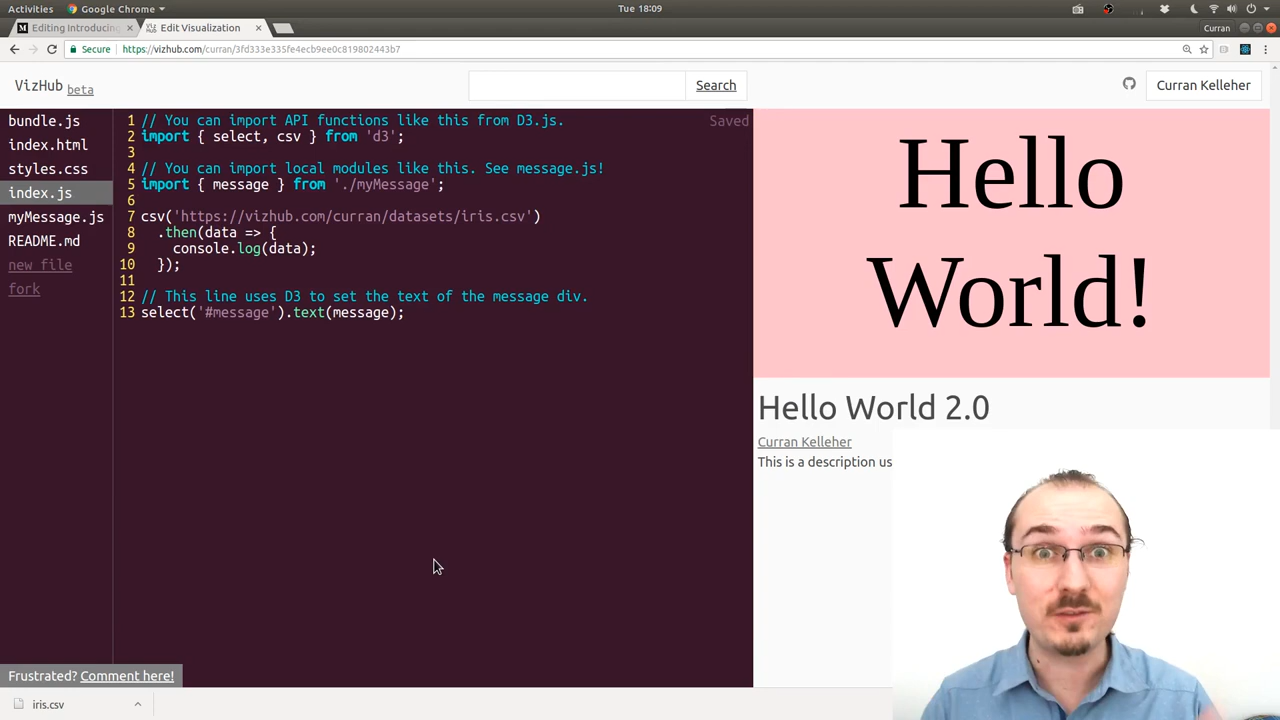 Activities
Google Chrome
Tue 18:09
Editing Introducing
Edit Visualization
Curran
Secure
https://vizhub.com/curran/3fd333e335fe4ecb9ee0c819802443b7
VizHub beta
Search
Curran Kelleher
bundle.js
index.html
styles.css
index.js
myMessage.js
README.md
new file
fork
1 // You can import API functions like this from D3.js.
2 import { select, csv } from 'd3';
3
4 // You can import local modules like this. See message.js!
5 import { message } from './myMessage';
6
7 csv('https://vizhub.com/curran/datasets/iris.csv')
8 .then(data => {
9 console.log(data);
10 });
11
12 // This line uses D3 to set the text of the message div.
13 select('#message').text(message);
Saved
Hello
World!
Hello World 2.0
Curran Kelleher
This is a description us
Frustrated? Comment here!
iris.csv